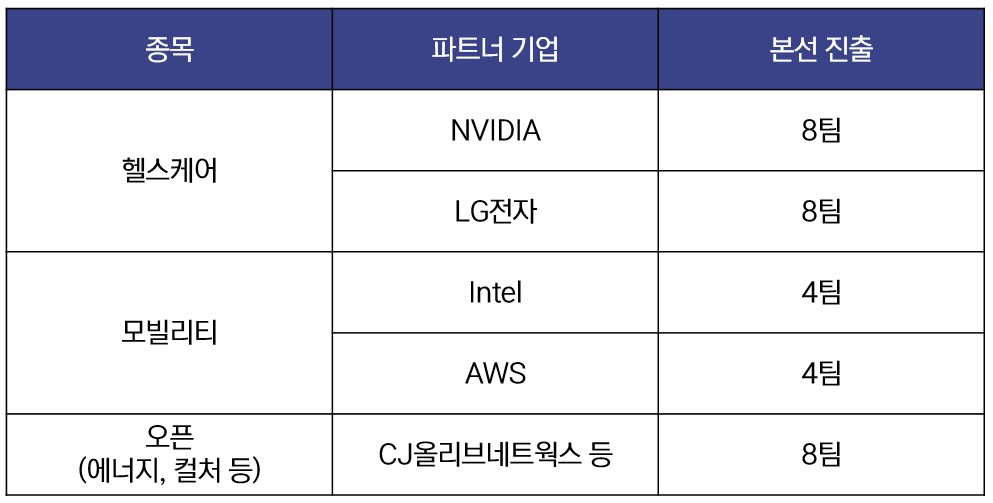 종목 파트너 기업 본선 진출
헬스케어
NVIDIA 8팀
LG전자 8팀
모빌리티
Intel 4팀
AWS 4팀
오픈
(에너지, 컬처 등)
CJ올리브네트웍스 등 8팀